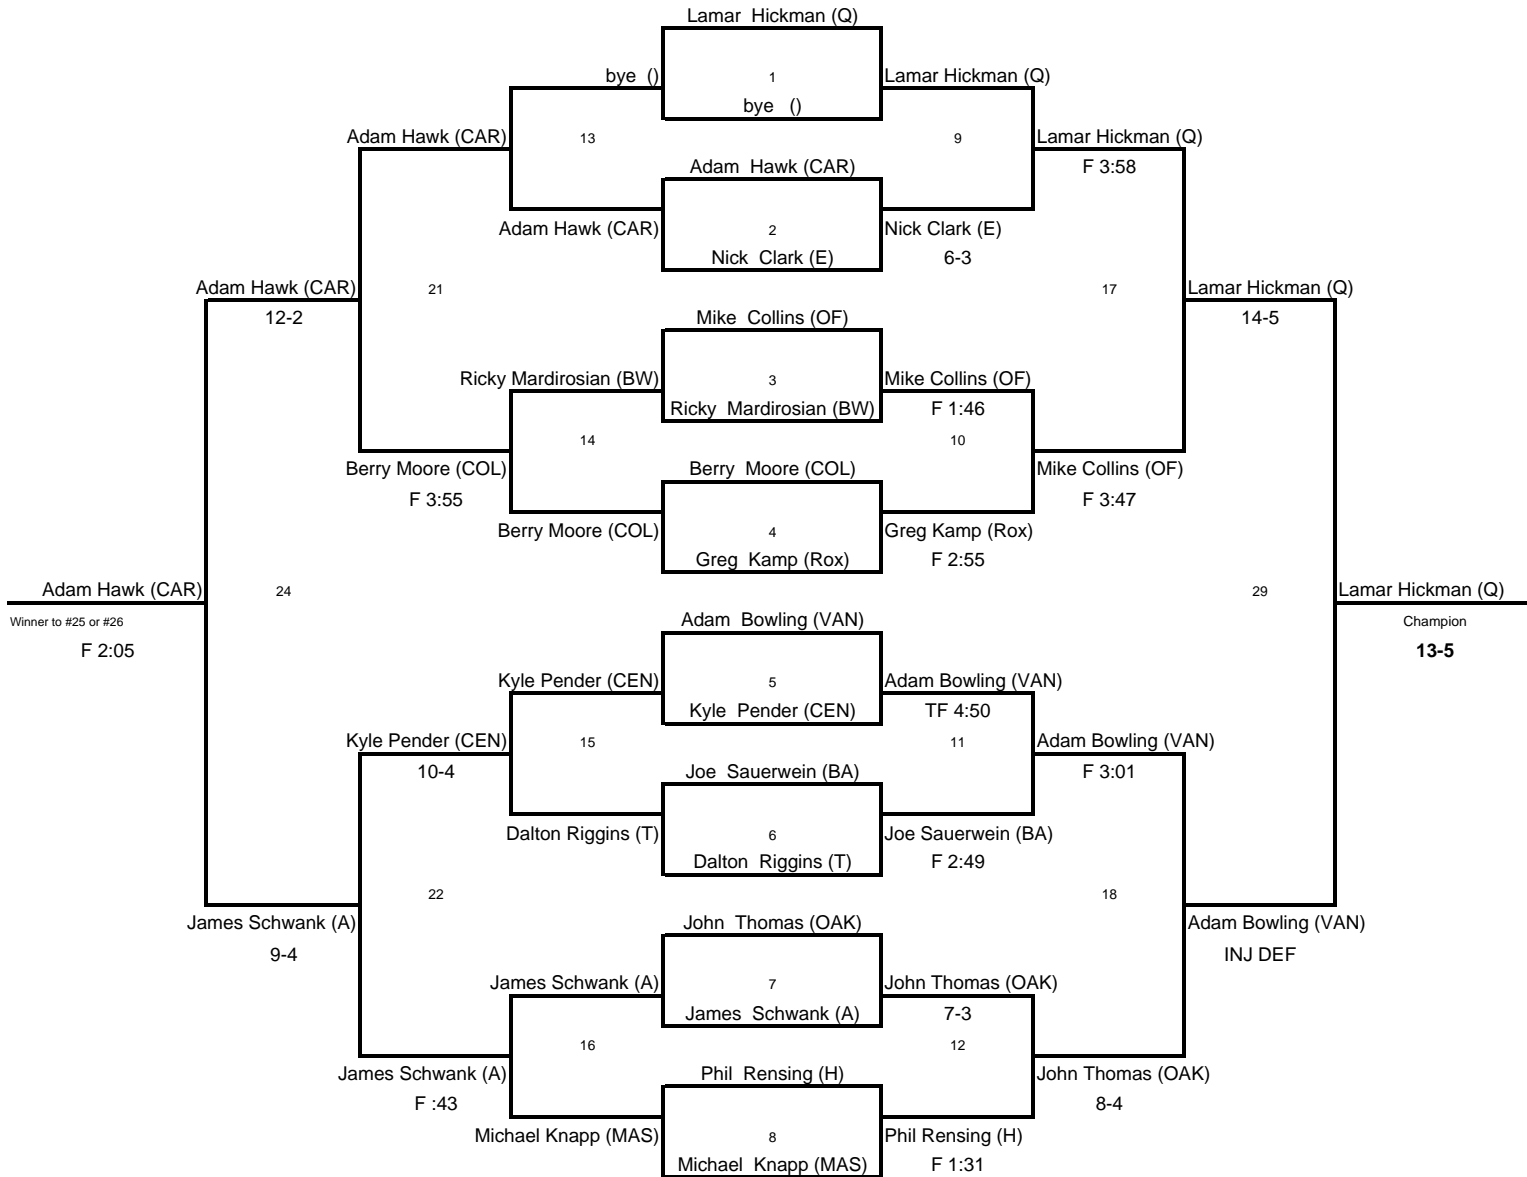 Lamar Hickman (Q)
bye ()
1
Lamar Hickman (Q)
bye ()
Adam Hawk (CAR)
13
9
Lamar Hickman (Q)
F 3:58
Adam Hawk (CAR)
Adam Hawk (CAR)
2
Nick Clark (E)
Nick Clark (E)
6-3
Adam Hawk (CAR)
21
17
Lamar Hickman (Q)
12-2
14-5
Mike Collins (OF)
Ricky Mardirosian (BW)
3
Mike Collins (OF)
Ricky Mardirosian (BW)
F 1:46
14
10
Berry Moore (COL)
Berry Moore (COL)
Mike Collins (OF)
F 3:55
F 3:47
Berry Moore (COL)
4
Greg Kamp (Rox)
Greg Kamp (Rox)
F 2:55
Adam Hawk (CAR)
24
29
Lamar Hickman (Q)
Winner to #25 or #26
Champion
F 2:05
13-5
Adam Bowling (VAN)
Kyle Pender (CEN)
5
Adam Bowling (VAN)
Kyle Pender (CEN)
TF 4:50
Kyle Pender (CEN)
15
11
Adam Bowling (VAN)
10-4
Joe Sauerwein (BA)
F 3:01
Dalton Riggins (T)
6
Joe Sauerwein (BA)
Dalton Riggins (T)
F 2:49
22
18
James Schwank (A)
John Thomas (OAK)
Adam Bowling (VAN)
9-4
INJ DEF
James Schwank (A)
7
John Thomas (OAK)
James Schwank (A)
7-3
16
12
James Schwank (A)
Phil Rensing (H)
John Thomas (OAK)
F :43
8-4
Michael Knapp (MAS)
8
Phil Rensing (H)
Michael Knapp (MAS)
F 1:31